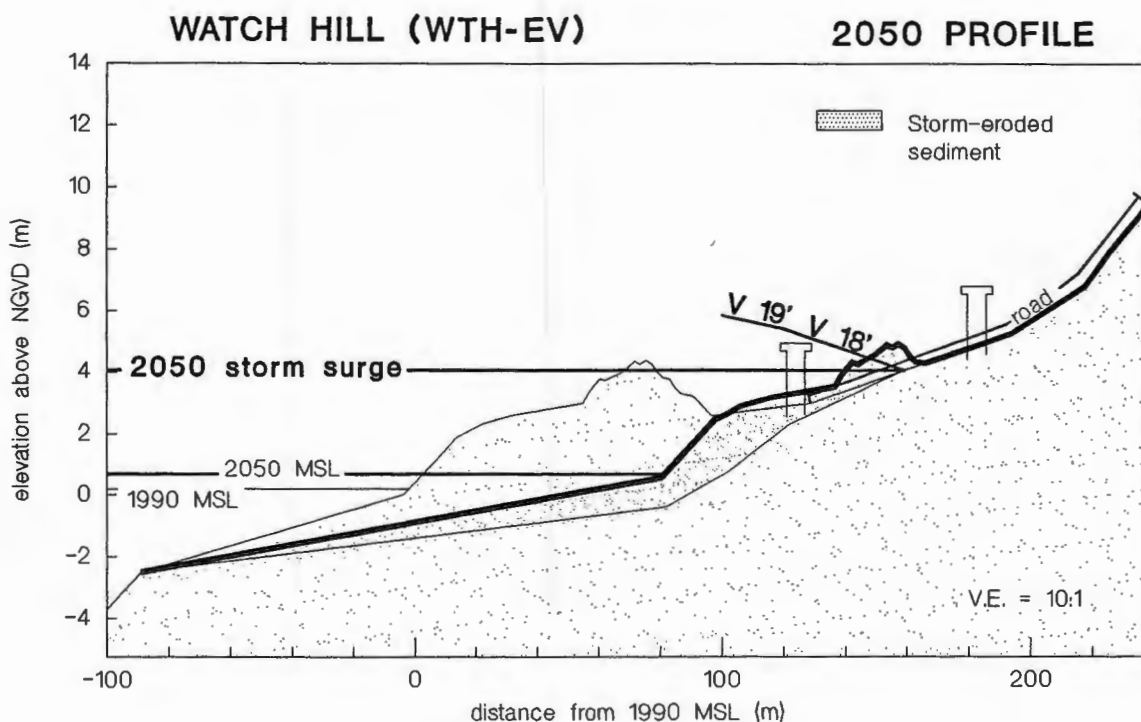 WATCH HILL (WTH-EV)
2050 PROFILE
14
12
10
8
6
4
2
0
-2
-4
elevation above NGVD (m)
Storm-eroded
sediment
V 19'
V 18'
road
2050 storm surge
2050 MSL
1990 MSL
V.E. = 10:1
-100
0
100
200
distance from 1990 MSL (m)